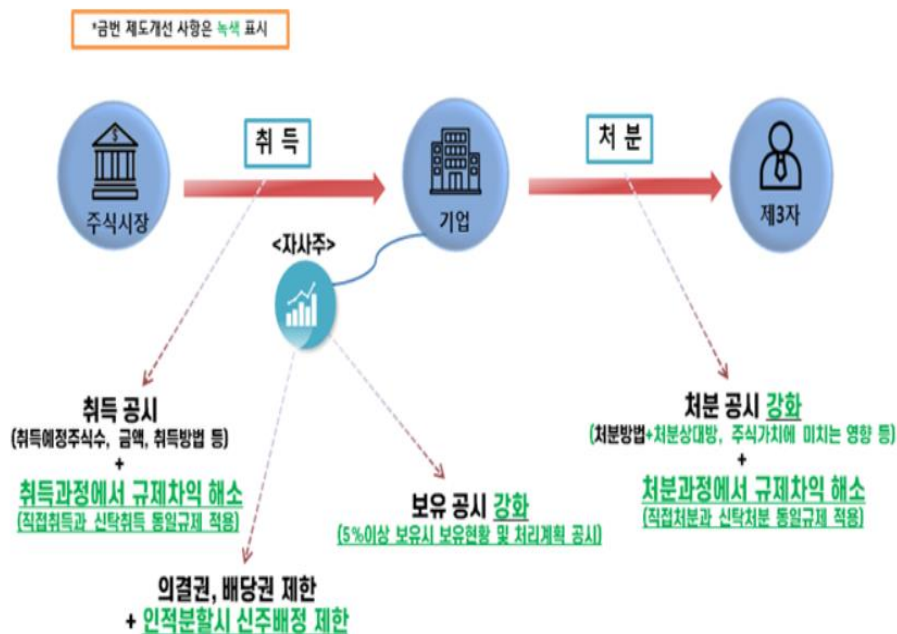 *금번 제도개선 사항은 녹색 표시
취 득
처 분
주식시장
기업
제3자
<자사주>
취득 공시
(취득예정주식수, 금액, 취득방법 등)
+
취득과정에서 규제차익 해소
(직접취득과 신탁취득 동일규제 적용)
처분 공시 강화
(처분방법+처분상대방, 주식가치에 미치는 영향 등)
+
처분과정에서 규제차익 해소
(직접처분과 신탁처분 동일규제 적용)
보유 공시 강화
(5%이상 보유시 보유현황 및 처리계획 공시)
의결권, 배당권 제한
+ 인적분할시 신주배정 제한